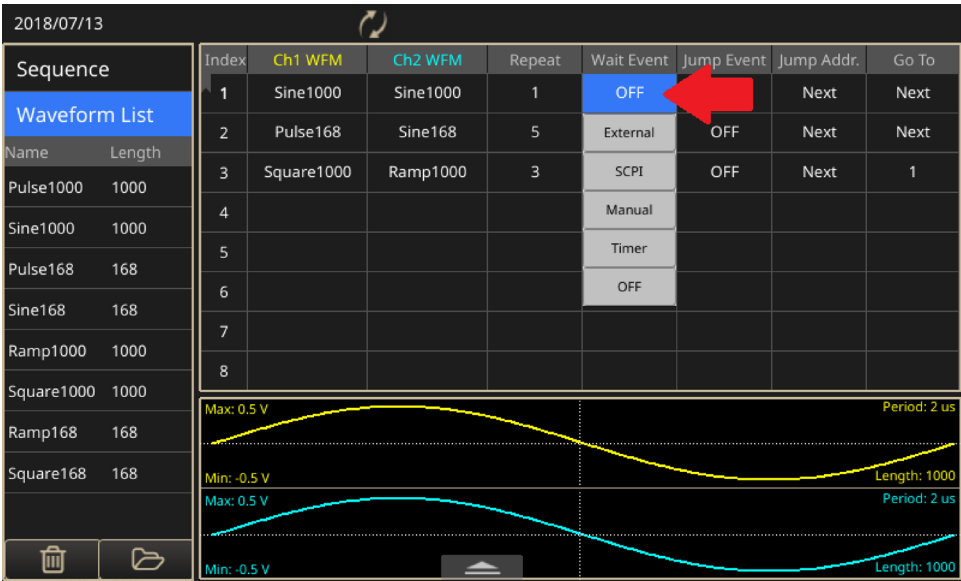 2018/07/13
Sequence
Waveform List
Name Length
Pulse1000 1000
Sine1000 1000
Pulse168 168
Sine168 168
Ramp1000 1000
Square1000 1000
Ramp168 168
Square168 168
Index Ch1 WFM Ch2 WFM Repeat Wait Event Jump Event Jump Addr. Go To
1 Sine1000 Sine1000 1 OFF Next Next
2 Pulse168 Sine168 5 External OFF Next Next
3 Square1000 Ramp1000 3 SCPI OFF Next 1
4 Manual
5 Timer
6 OFF
7
8
Max: 0.5 V Period: 2 us
Min: -0.5 V Length: 1000
Max: 0.5 V Period: 2 us
Min: -0.5 V Length: 1000